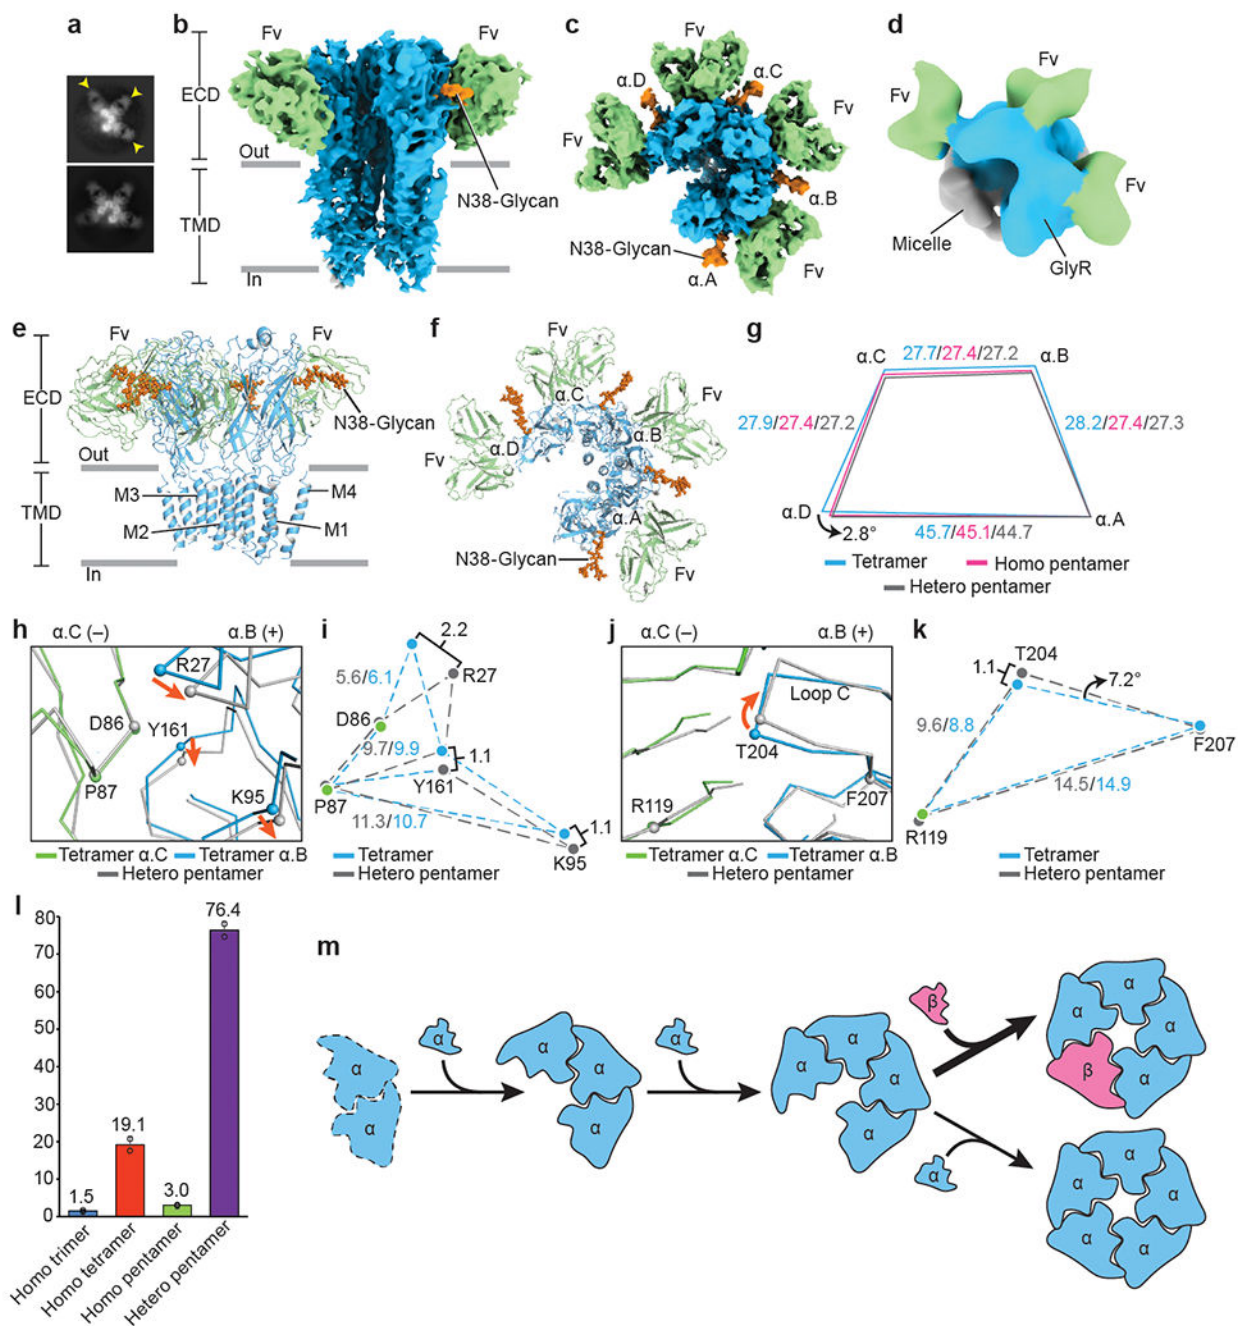 a
b
Fv
Fv
ECD
Out
N38-Glycan
TMD
In
c
Fv
α.C
α.D
Fv
Fv
α.B
N38-Glycan
α.A
Fv
d
Fv
Fv
Fv
Micelle
GlyR
e
Fv
Fv
ECD
N38-Glycan
Out
M3
M4
TMD
M2
M1
In
f
Fv
α.C
Fv
α.B
α.D
Fv
α.A
N38-Glycan
Fv
g
27.7/27.4/27.2
α.C
α.B
27.9/27.4/27.2
28.2/27.4/27.3
α.D
α.A
2.8°
45.7/45.1/44.7
Tetramer
Homo pentamer
Hetero pentamer
h
α.C (–)
α.B (+)
R27
D86
Y161
P87
K95
Tetramer α.C
Tetramer α.B
Hetero pentamer
i
2.2
5.6/6.1
R27
D86
9.7/9.9
1.1
Y161
P87
11.3/10.7
1.1
K95
Tetramer
Hetero pentamer
j
α.C (–)
α.B (+)
Loop C
T204
F207
R119
Tetramer α.C
Tetramer α.B
Hetero pentamer
k
T204
1.1
7.2°
9.6/8.8
F207
14.5/14.9
R119
Tetramer
Hetero pentamer
l
80
70
60
50
40
30
20
10
0
1.5
19.1
3.0
76.4
Homo trimer
Homo tetramer
Homo pentamer
Hetero pentamer
m
α
α
α
α
α
α
α
α
α
α
α
β
α
α
α
α
β
α
α
α
α
α
α